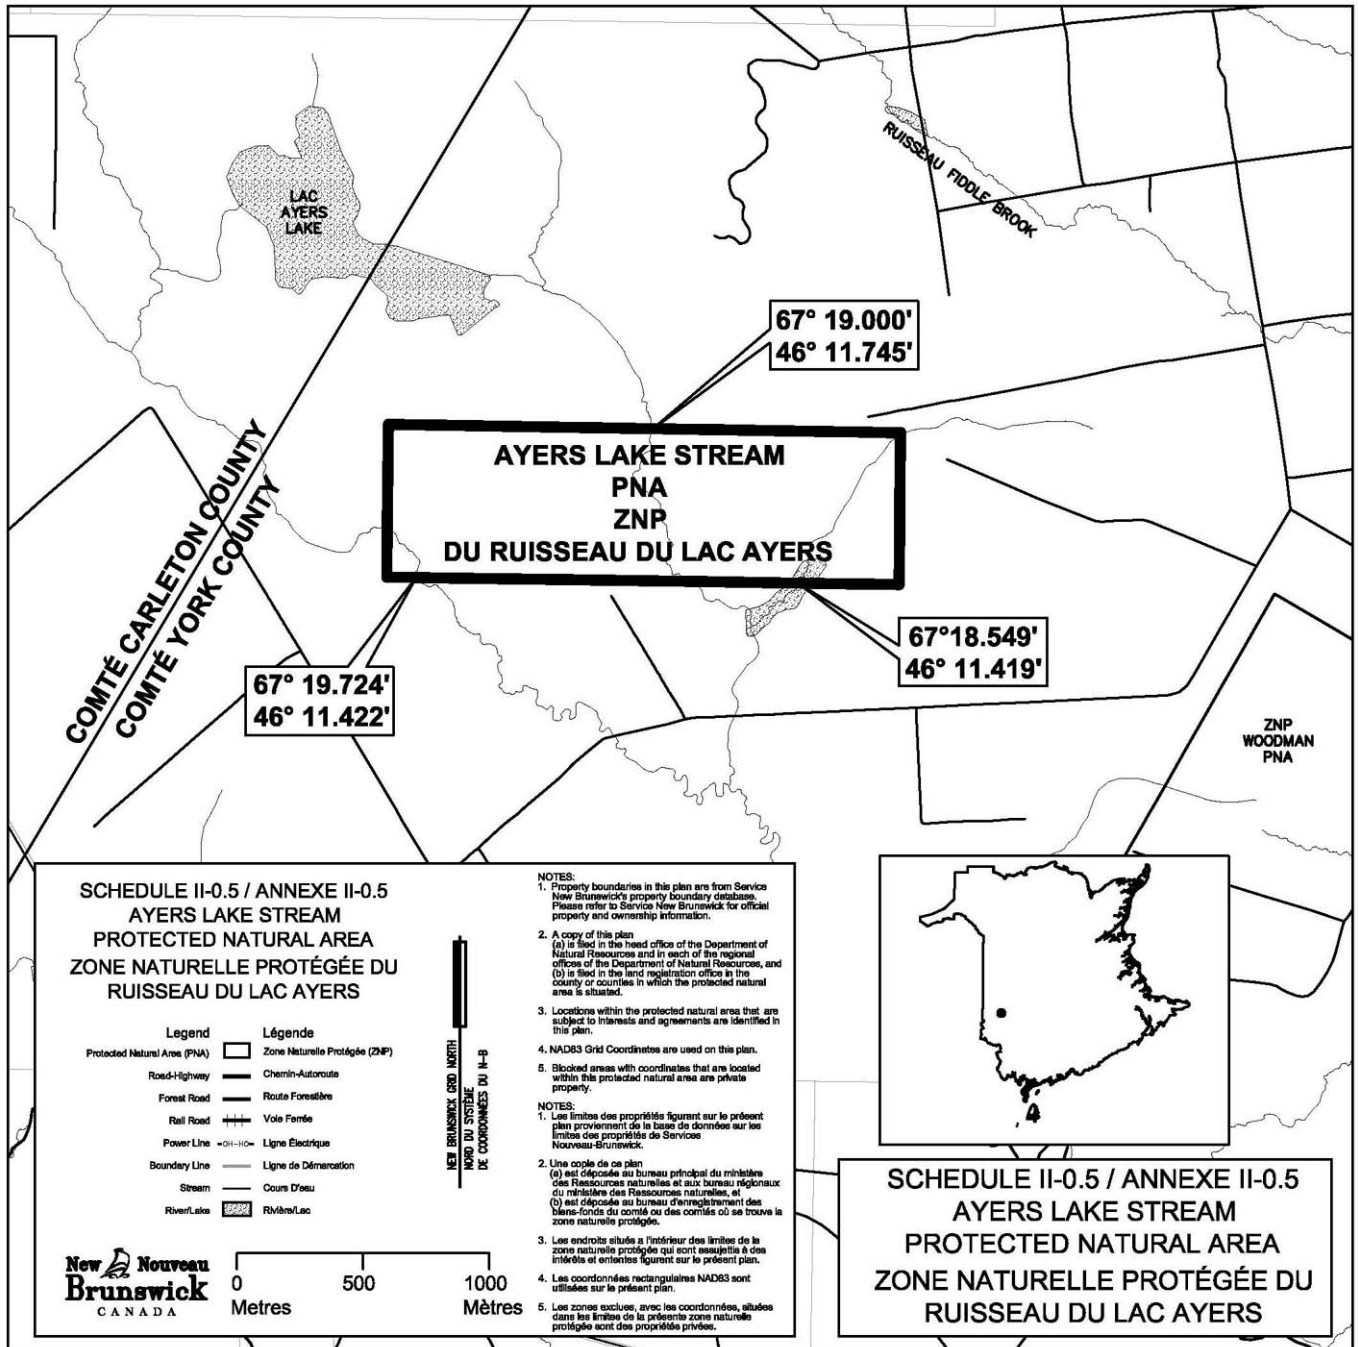 LAC
AYERS
LAKE
RUISSEAU FIDDLE BROOK
67° 19.000'
46° 11.745'
AYERS LAKE STREAM
PNA
ZNP
DU RUISSEAU DU LAC AYERS
COMTÉ CARLETON COUNTY
COMTÉ YORK COUNTY
67° 19.724'
46° 11.422'
67°18.549'
46° 11.419'
ZNP
WOODMAN
PNA
SCHEDULE II-0.5 / ANNEXE II-0.5
AYERS LAKE STREAM
PROTECTED NATURAL AREA
ZONE NATURELLE PROTÉGÉE DU
RUISSEAU DU LAC AYERS
Legend Légende
Protected Natural Area (PNA) Zone Naturelle Protégée (ZNP)
Road-Highway Chemin-Autoroute
Forest Road Route Forestière
Rail Road Voie Ferrée
Power Line -OH-HO- Ligne Électrique
Boundary Line Ligne de Démarcation
Stream Cours D'eau
River/Lake Rivière/Lac
NEW BRUNSWICK GRID NORTH
NORD DU SYSTÈME
DE COORDONNÉES DU N-B
New Nouveau
Brunswick
CANADA
0 500 1000
Metres Mètres
NOTES:
1. Property boundaries in this plan are from Service
New Brunswick's property boundary database.
Please refer to Service New Brunswick for official
property and ownership information.
2. A copy of this plan
(a) is filed in the head office of the Department of
Natural Resources and in each of the regional
offices of the Department of Natural Resources, and
(b) is filed in the land registration office in the
county or counties in which the protected natural
area is situated.
3. Locations within the protected natural area that are
subject to interests and agreements are identified in
this plan.
4. NAD83 Grid Coordinates are used on this plan.
5. Blocked areas with coordinates that are located
within this protected natural area are private
property.
NOTES:
1. Les limites des propriétés figurant sur le présent
plan proviennent de la base de données sur les
limites des propriétés de Services
Nouveau-Brunswick.
2. Une copie de ce plan
(a) est déposée au bureau principal du ministère
des Ressources naturelles et aux bureau régionaux
du ministère des Ressources naturelles, et
(b) est déposée au bureau d'enregistrement des
biens-fonds du comté ou des comtés où se trouve la
zone naturelle protégée.
3. Les endroits situés a l'intérieur des limites de la
zone naturelle protégée qui sont assujettis à des
intérêts et ententes figurent sur le présent plan.
4. Les coordonnées rectangulaires NAD83 sont
utilisées sur le présent plan.
5. Les zones exclues, avec les coordonnées, situées
dans les limites de la présente zone naturelle
protégée sont des propriétés privées.
SCHEDULE II-0.5 / ANNEXE II-0.5
AYERS LAKE STREAM
PROTECTED NATURAL AREA
ZONE NATURELLE PROTÉGÉE DU
RUISSEAU DU LAC AYERS